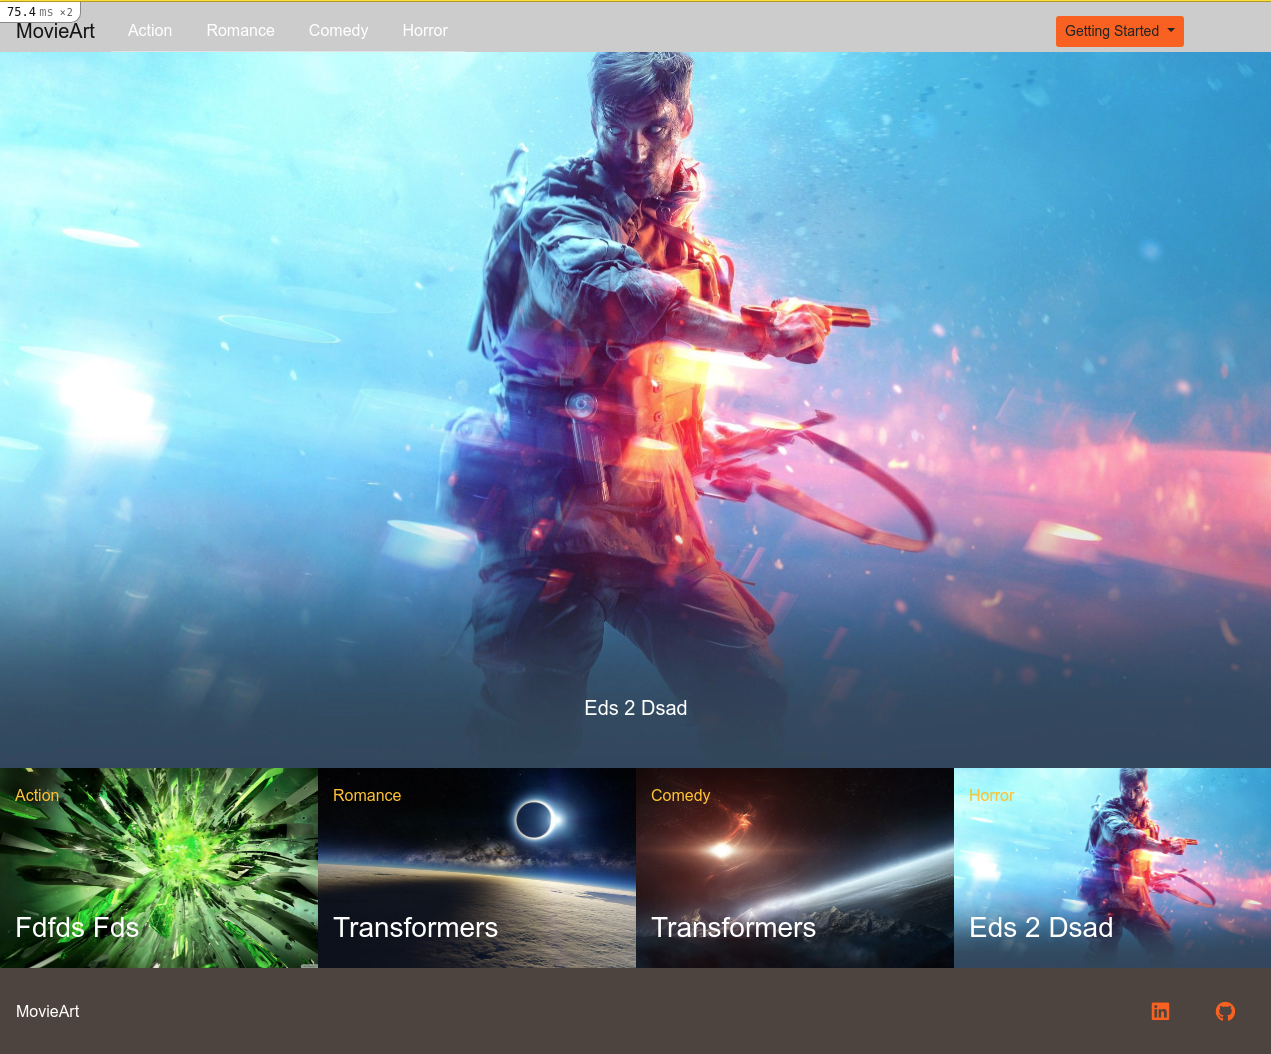 75.4 ms ×2
MovieArt Action Romance Comedy Horror Getting Started
Eds 2 Dsad
Action Romance Comedy Horror
Fdfds Fds Transformers Transformers Eds 2 Dsad
MovieArt